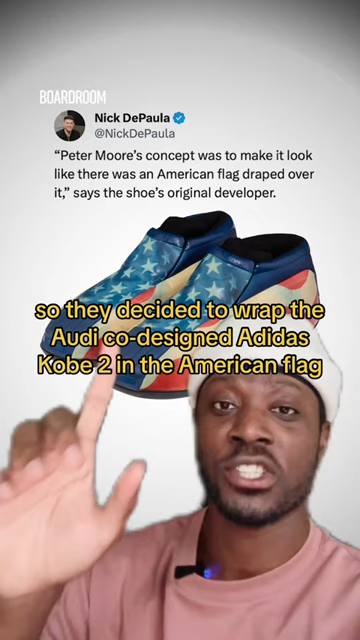 BOARDROOM
Nick DePaula
@NickDePaula
“Peter Moore’s concept was to make it look
like there was an American flag draped over
it,” says the shoe’s original developer.
so they decided to wrap the
Audi co-designed Adidas
Kobe 2 in the American flag